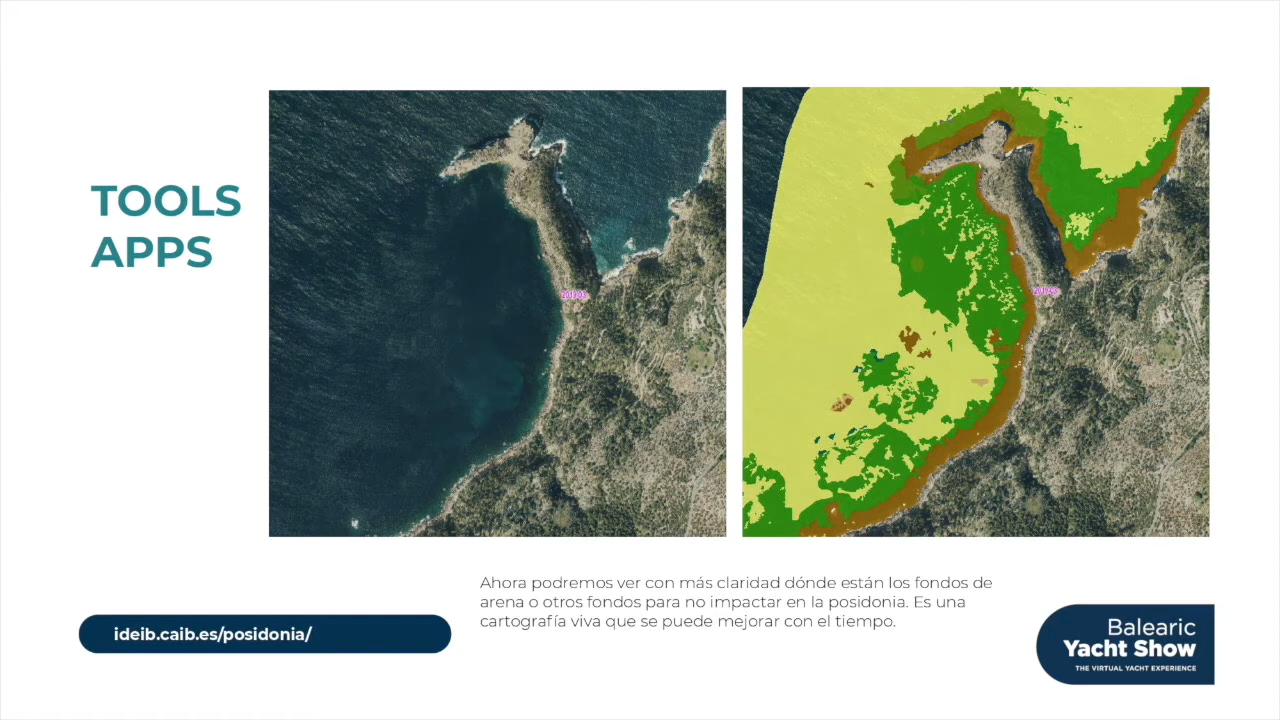 TOOLS
APPS
Ahora podremos ver con más claridad dónde están los fondos de
arena o otros fondos para no impactar en la posidonia. Es una
cartografía viva que se puede mejorar con el tiempo.
ideib.caib.es/posidonia/
Balearic
Yacht Show
THE VIRTUAL YACHT EXPERIENCE